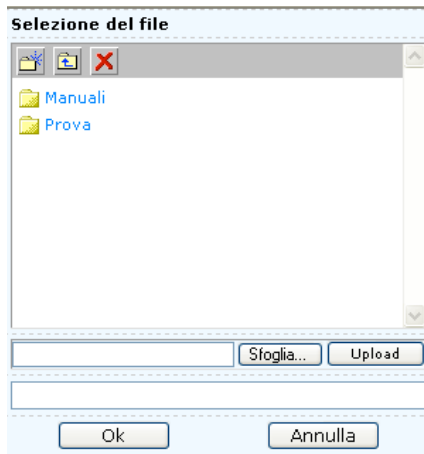 Selezione del file
Manuali
Prova
Sfoglia... Upload
Ok Annulla